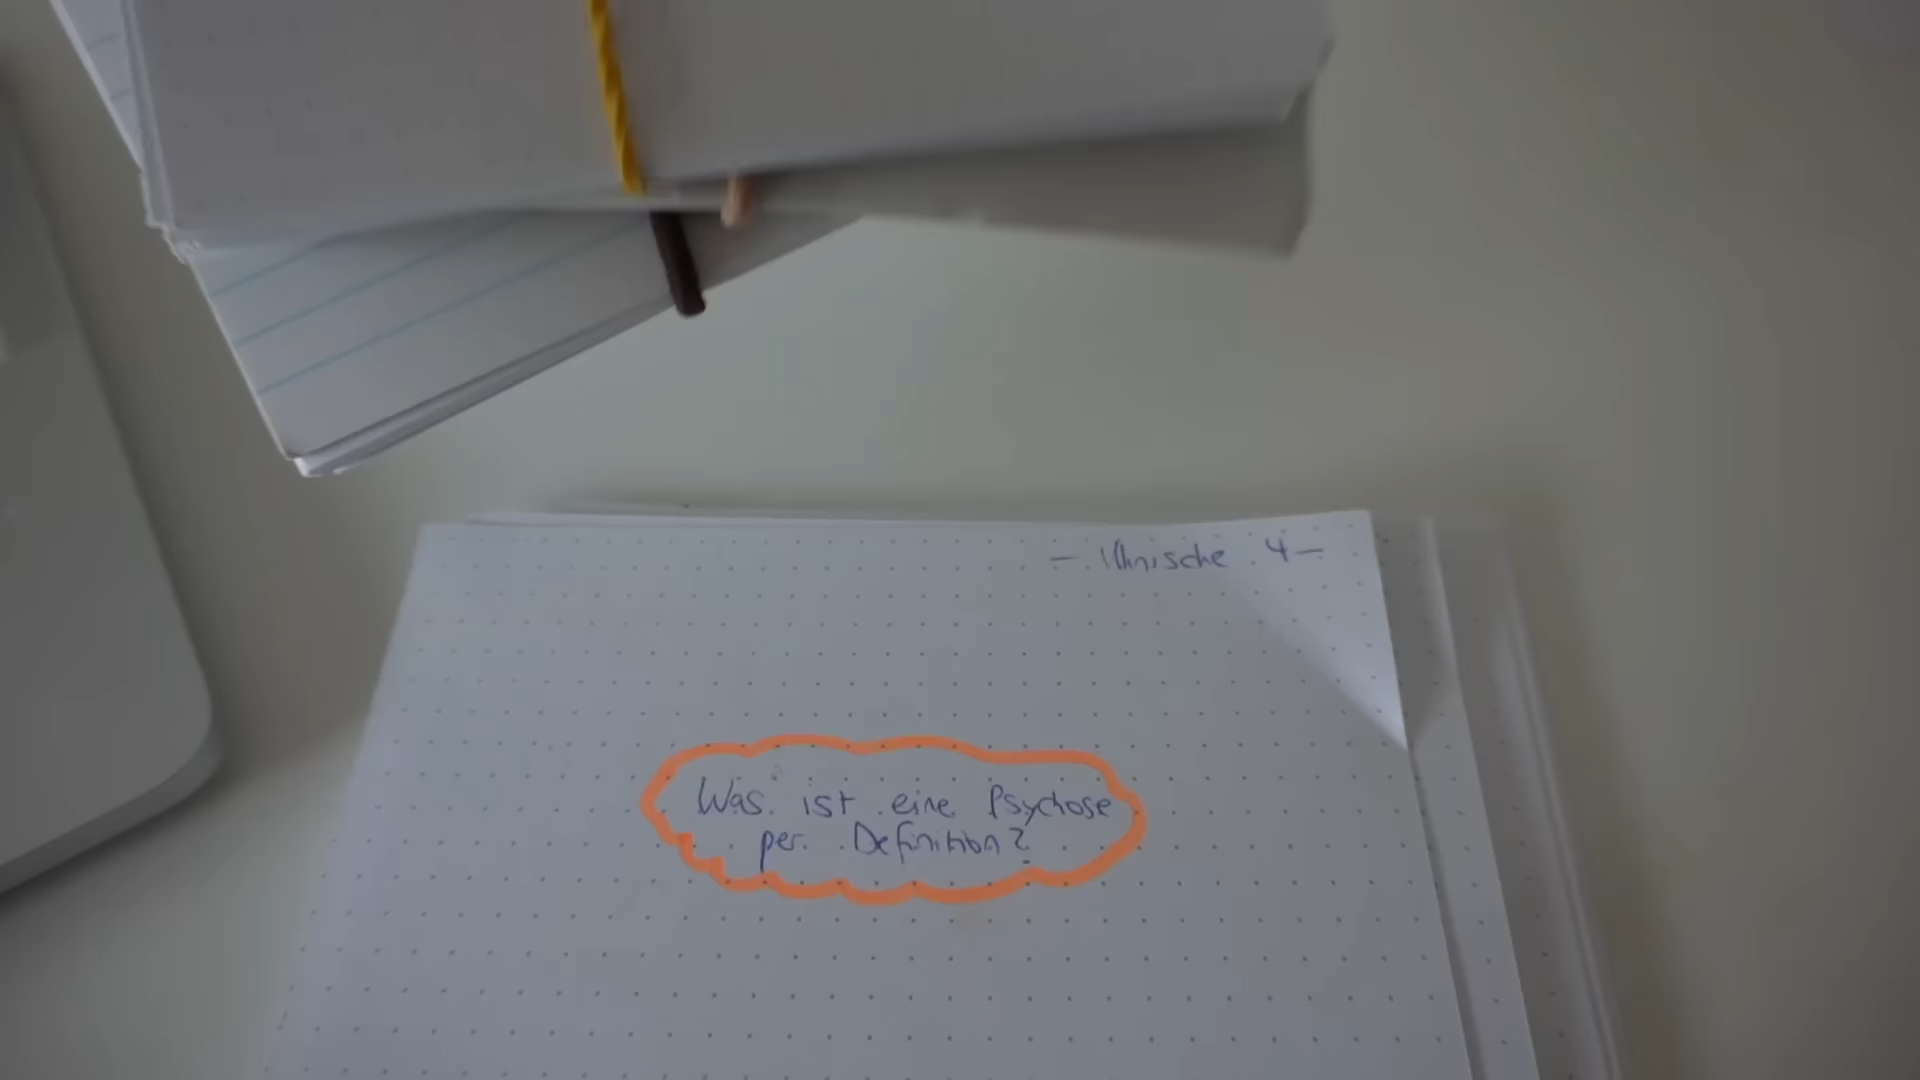 — Klinische 4 —
Was ist eine Psychose
per Definition?